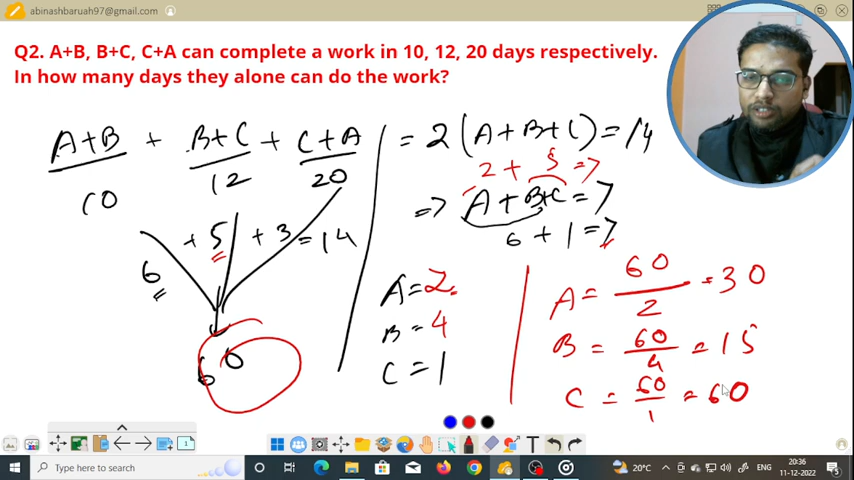 abinashbaruah97@gmail.com
Q2. A+B, B+C, C+A can complete a work in 10, 12, 20 days respectively.
In how many days they alone can do the work?
A+B + B+C + C+A
10 12 20
6 + 5 + 3 = 14
60
= 2 (A+B+C) = 14
2 + 5 => 7
=> A + B+C = 7
6 + 1 => 7
A = 2.
B = 4
C = 1
A = 60/2 = 30
B = 60/4 = 15
C = 60/1 = 60
Type here to search
20°C
ENG
20:36
11-12-2022